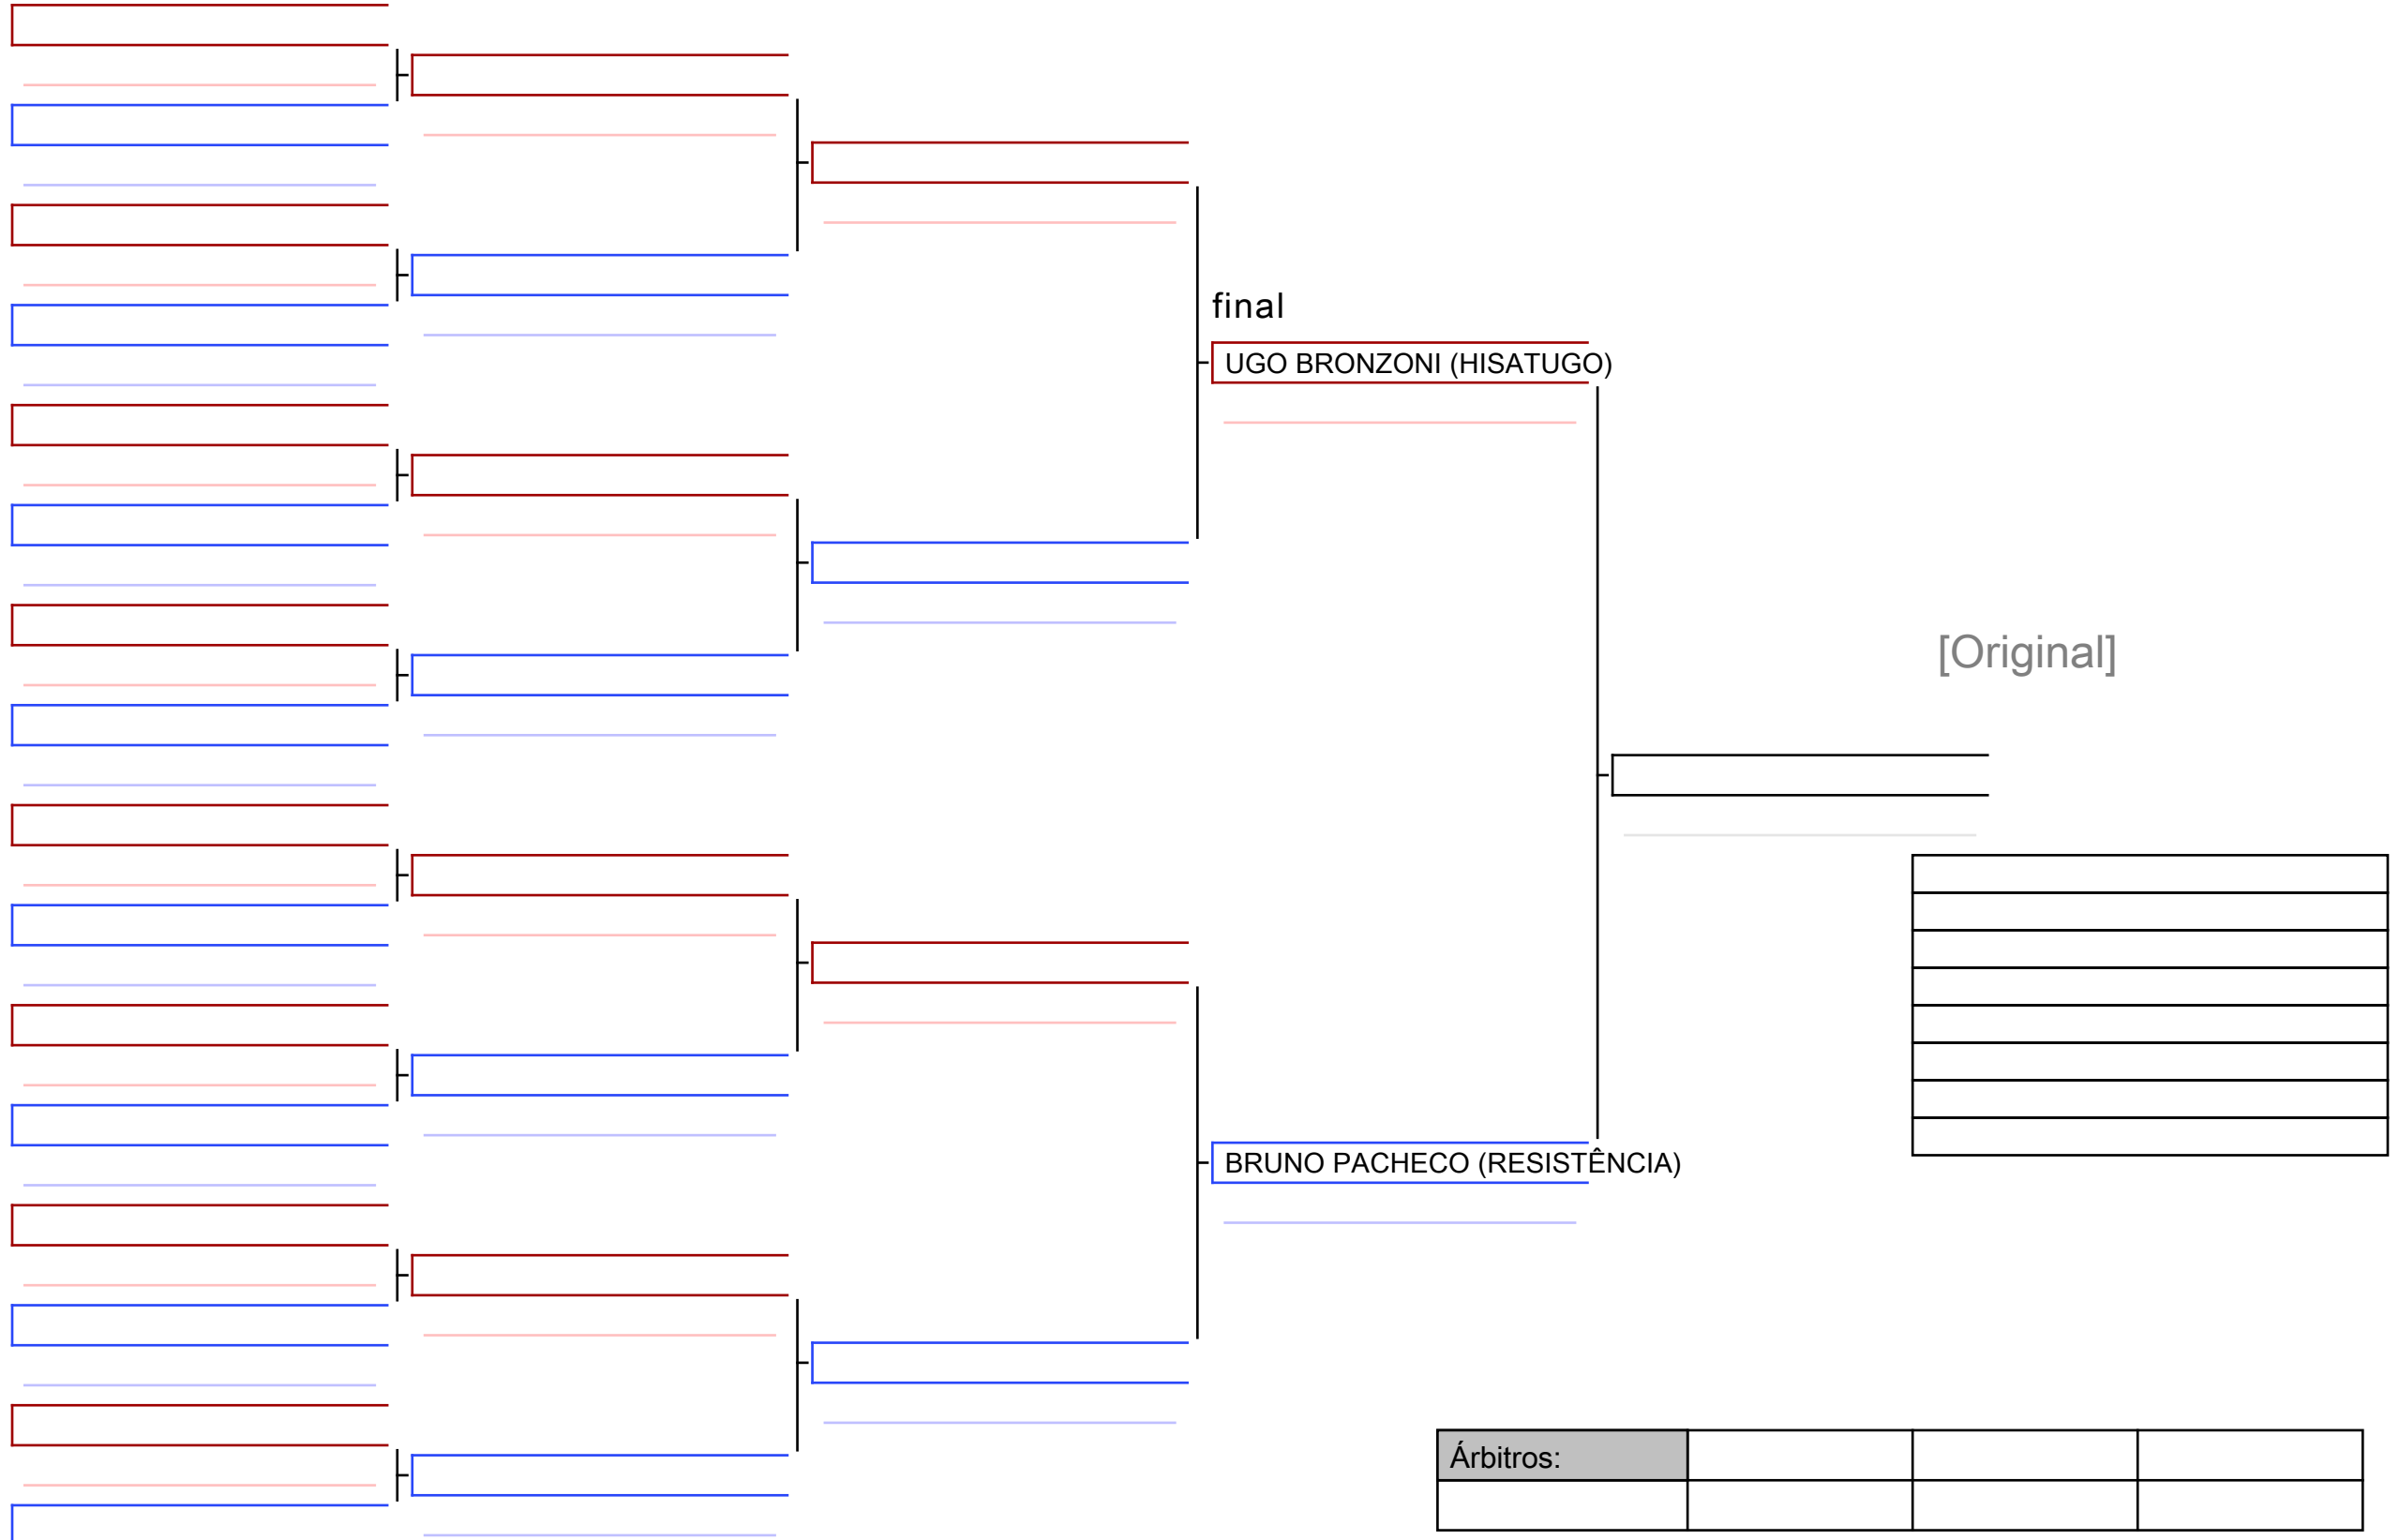 final
UGO BRONZONI (HISATUGO)
[Original]
BRUNO PACHECO (RESISTÊNCIA)
Árbitros: